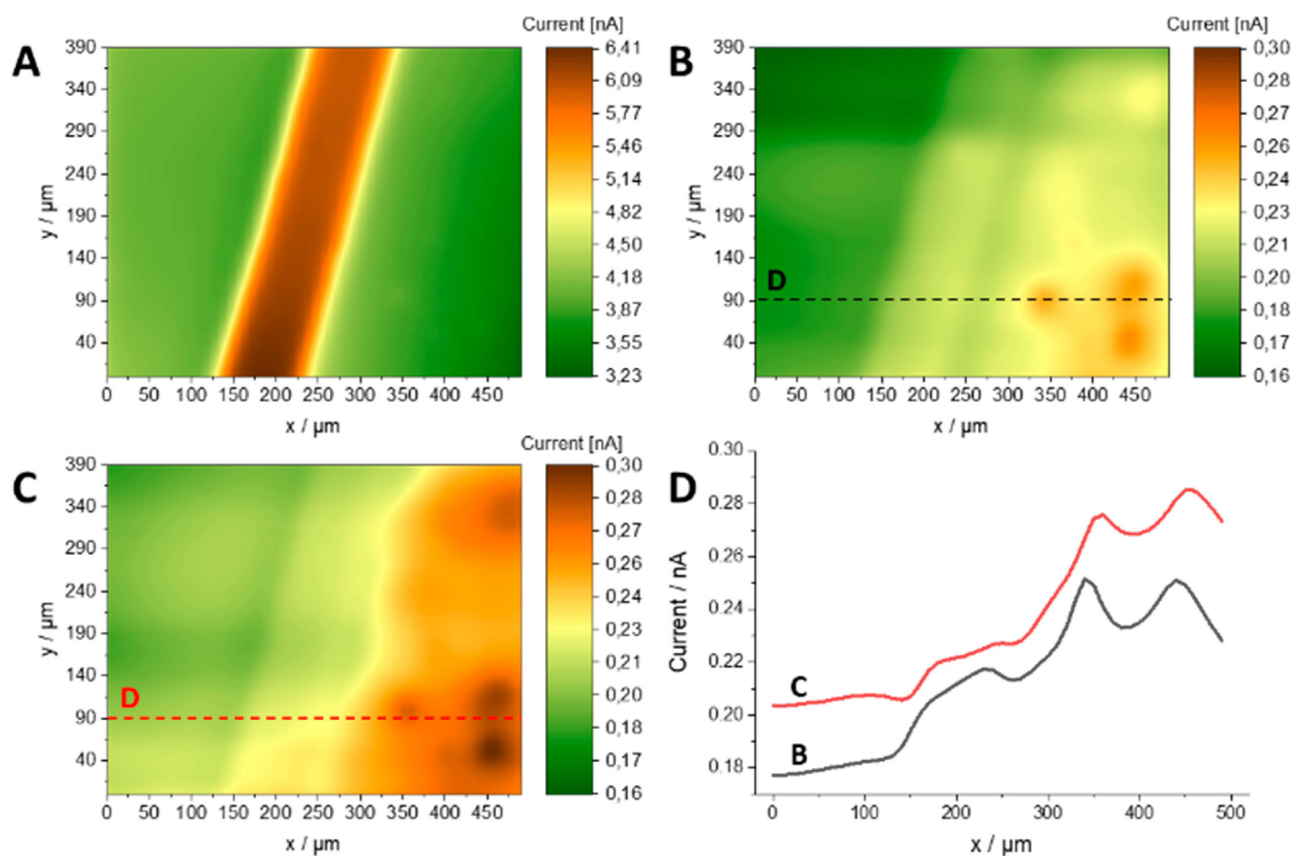 A
Current [nA]
390
340
290
240
190
140
90
40
y / µm
0 50 100 150 200 250 300 350 400 450
x / µm
6,41
6,09
5,77
5,46
5,14
4,82
4,50
4,18
3,87
3,55
3,23
B
Current [nA]
390
340
290
240
190
140
90
40
y / µm
D
0 50 100 150 200 250 300 350 400 450
x / µm
0,30
0,28
0,27
0,26
0,24
0,23
0,21
0,20
0,18
0,17
0,16
C
Current [nA]
390
340
290
240
190
140
90
40
y / µm
D
0 50 100 150 200 250 300 350 400 450
x / µm
0,30
0,28
0,27
0,26
0,24
0,23
0,21
0,20
0,18
0,17
0,16
D
0.30
0.28
0.26
0.24
0.22
0.20
0.18
Current / nA
C
B
0 100 200 300 400 500
x / µm